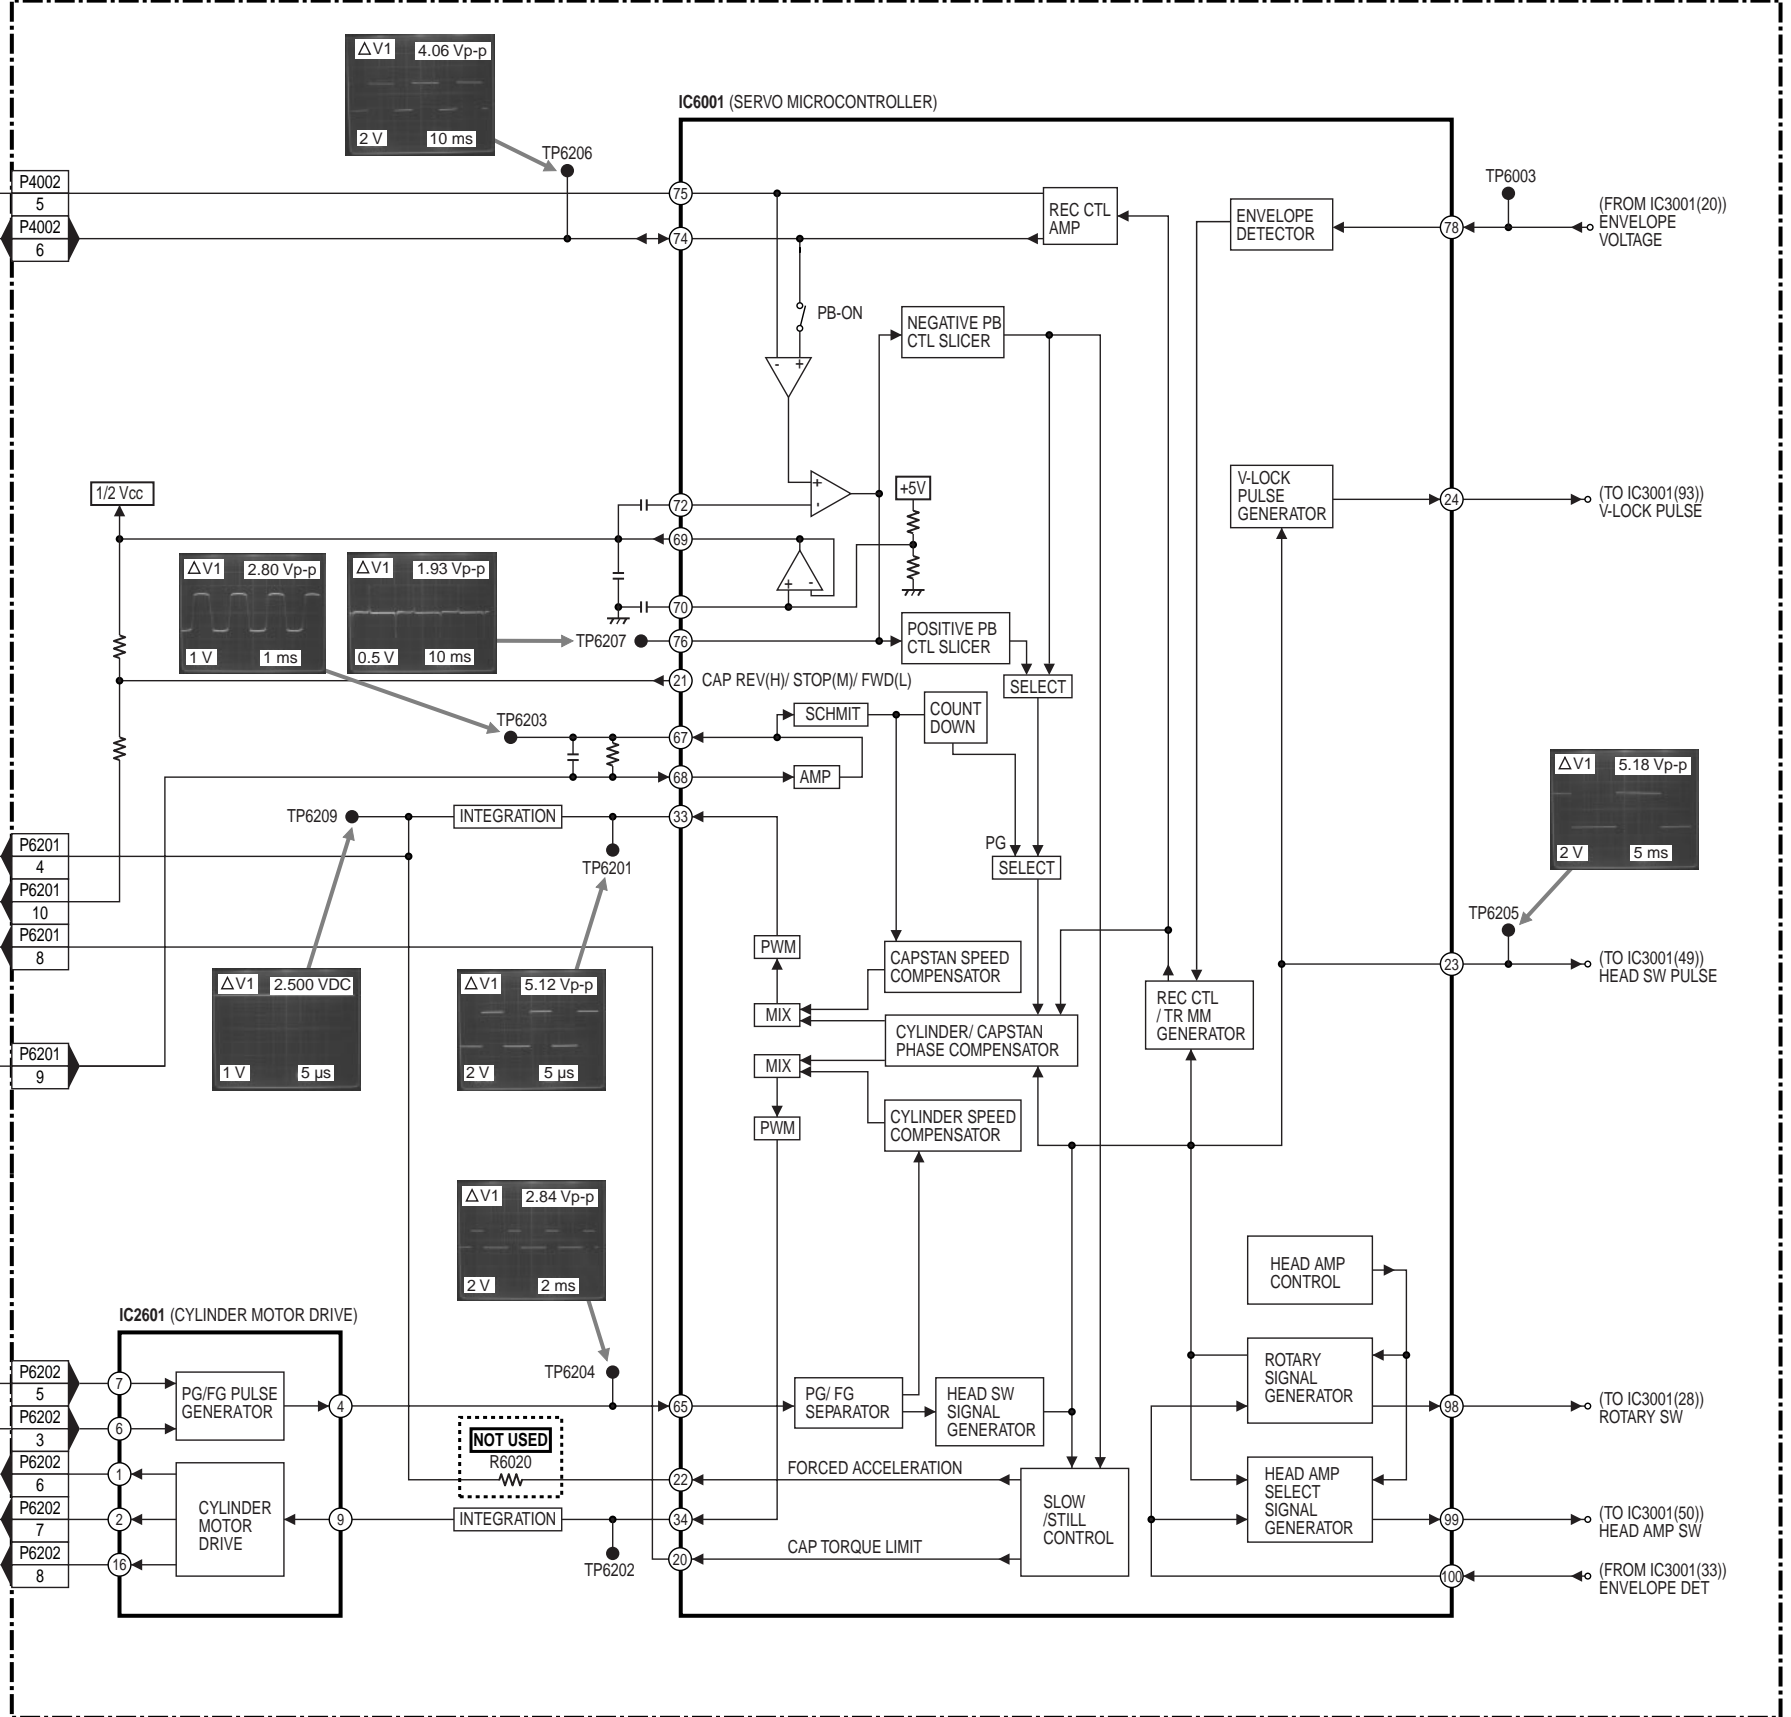 △V1
4.06 Vp-p
2 V
10 ms
TP6206
IC6001 (SERVO MICROCONTROLLER)
P4002
5
P4002
6
75
74
REC CTL
AMP
ENVELOPE
DETECTOR
78
TP6003
(FROM IC3001(20))
ENVELOPE
VOLTAGE
PB-ON
NEGATIVE PB
CTL SLICER
-
+
1/2 Vcc
72
+
-
+5V
V-LOCK
PULSE
GENERATOR
24
(TO IC3001(93))
V-LOCK PULSE
69
△V1
2.80 Vp-p
1 V
1 ms
△V1
1.93 Vp-p
0.5 V
10 ms
+
-
70
TP6207
76
POSITIVE PB
CTL SLICER
21
CAP REV(H)/ STOP(M)/ FWD(L)
SELECT
TP6203
67
SCHMIT
COUNT
DOWN
68
AMP
TP6209
INTEGRATION
33
TP6201
PG
SELECT
△V1
5.18 Vp-p
2 V
5 ms
P6201
4
P6201
10
P6201
8
TP6205
23
(TO IC3001(49))
HEAD SW PULSE
PWM
CAPSTAN SPEED
COMPENSATOR
△V1
2.500 VDC
1 V
5 µs
△V1
5.12 Vp-p
2 V
5 µs
MIX
CYLINDER/ CAPSTAN
PHASE COMPENSATOR
REC CTL
/ TR MM
GENERATOR
P6201
9
MIX
CYLINDER SPEED
COMPENSATOR
PWM
△V1
2.84 Vp-p
2 V
2 ms
HEAD AMP
CONTROL
IC2601 (CYLINDER MOTOR DRIVE)
P6202
5
P6202
3
P6202
6
P6202
7
P6202
8
7
6
1
2
16
PG/FG PULSE
GENERATOR
4
TP6204
65
PG/ FG
SEPARATOR
HEAD SW
SIGNAL
GENERATOR
ROTARY
SIGNAL
GENERATOR
98
(TO IC3001(28))
ROTARY SW
NOT USED
R6020
22
FORCED ACCELERATION
CYLINDER
MOTOR
DRIVE
9
INTEGRATION
34
TP6202
20
CAP TORQUE LIMIT
SLOW
/STILL
CONTROL
HEAD AMP
SELECT
SIGNAL
GENERATOR
99
(TO IC3001(50))
HEAD AMP SW
100
(FROM IC3001(33))
ENVELOPE DET